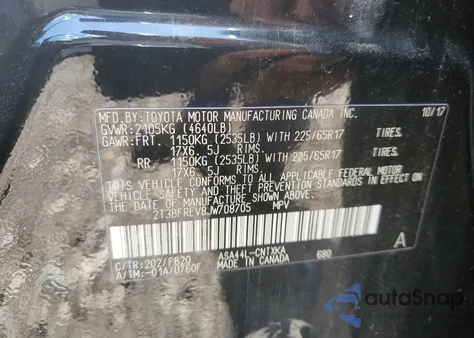 MFD.BY:TOYOTA MOTOR MANUFACTURING CANADA INC. 10/17
GVWR:2105KG (4640LB)
GAWR:FRT. 1150KG (2535LB) WITH 225/65R17 TIRES,
17X6. 5J RIMS.
RR 1150KG (2535LB) WITH 225/65R17 TIRES,
17X6. 5J RIMS.
THIS VEHICLE CONFORMS TO ALL APPLICABLE FEDERAL MOTOR
VEHICLE SAFETY AND BUMPER STANDARDS IN EFFECT ON
THE DATE OF MANUFACTURE SHOWN ABOVE.
2T3BFREV8JW708705 MPV
C/TR:202/FB20 ASA44L-CNTXKA 680 A
A/TM:-01A/U760F MADE IN CANADA
autoSnap